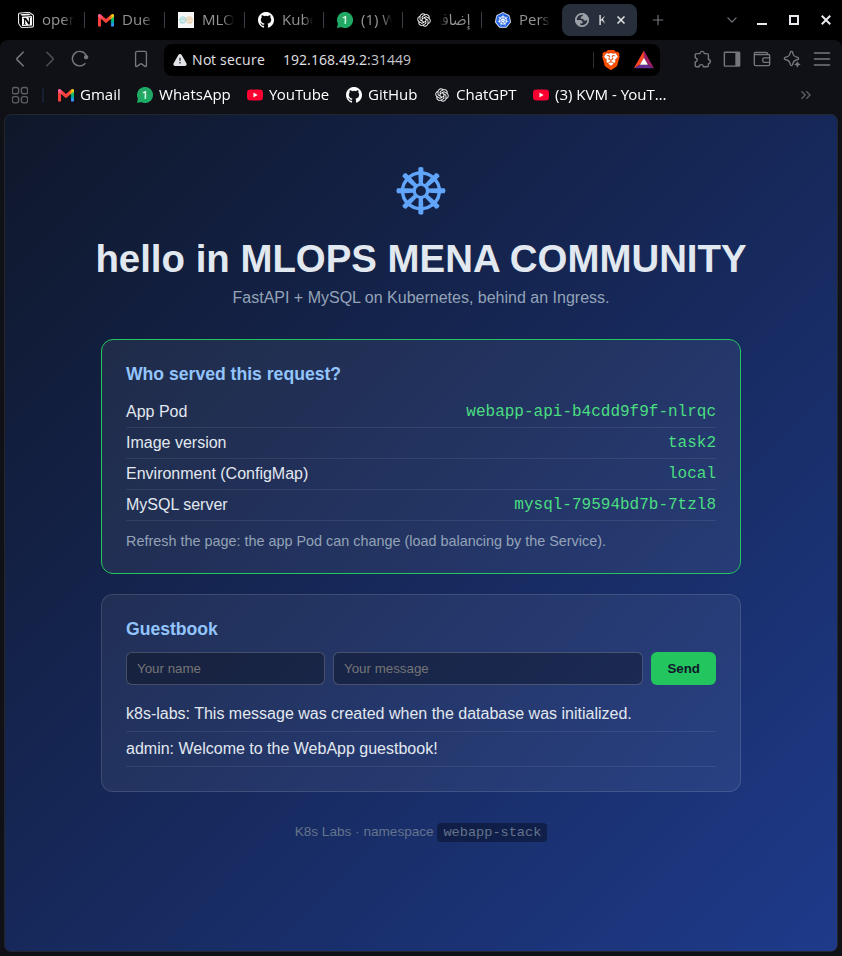 oper
Due
MLO
Kub
(1) W
إضاف
Pers
K
Not secure 192.168.49.2:31449
Gmail
1 WhatsApp
YouTube
GitHub
ChatGPT
(3) KVM - YouT...
hello in MLOPS MENA COMMUNITY
FastAPI + MySQL on Kubernetes, behind an Ingress.
Who served this request?
App Pod webapp-api-b4cdd9f9f-nlrqc
Image version task2
Environment (ConfigMap) local
MySQL server mysql-79594bd7b-7tzl8
Refresh the page: the app Pod can change (load balancing by the Service).
Guestbook
Your name Your message Send
k8s-labs: This message was created when the database was initialized.
admin: Welcome to the WebApp guestbook!
K8s Labs · namespace webapp-stack